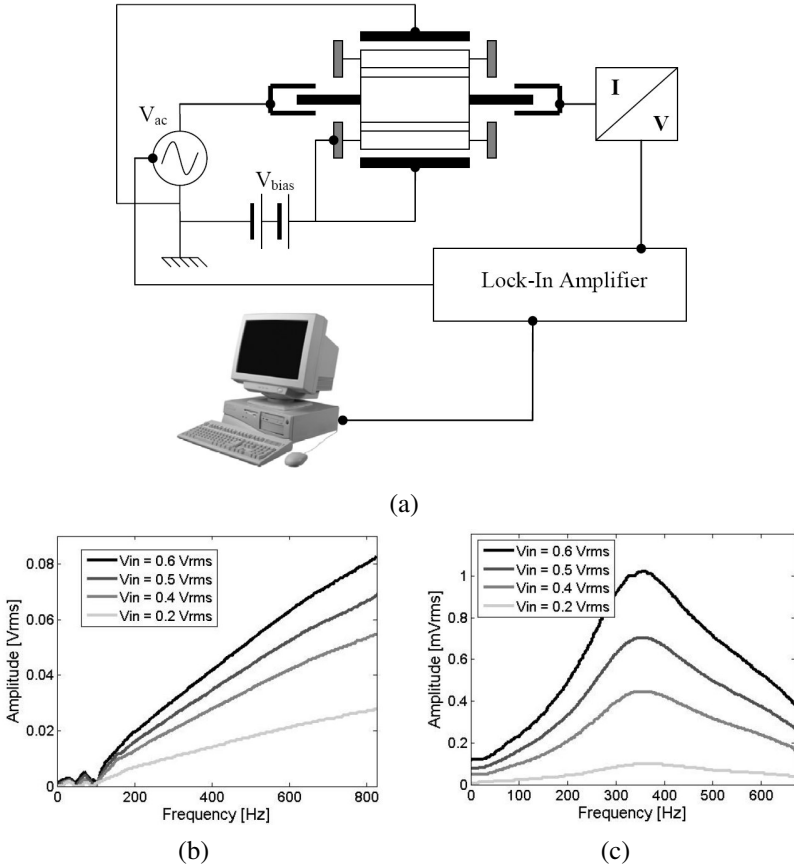 V_ac
I
V
V_bias
Lock-In Amplifier
(a)
Vin = 0.6 Vrms
Vin = 0.5 Vrms
Vin = 0.4 Vrms
Vin = 0.2 Vrms
Amplitude [Vrms]
0.08
0.06
0.04
0.02
0
0
200
400
600
800
Frequency [Hz]
(b)
Vin = 0.6 Vrms
Vin = 0.5 Vrms
Vin = 0.4 Vrms
Vin = 0.2 Vrms
Amplitude [mVrms]
1
0.8
0.6
0.4
0.2
0
0
100
200
300
400
500
600
Frequency [Hz]
(c)